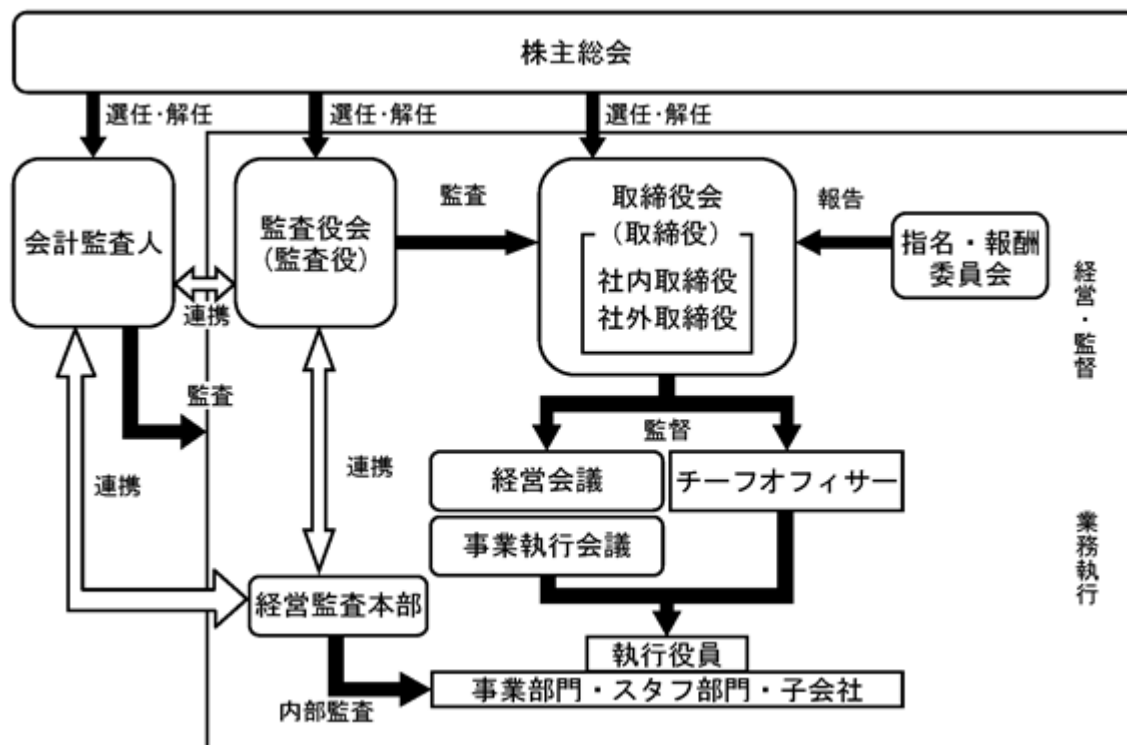 株主総会
選任・解任
選任・解任
選任・解任
会計監査人
監査役会
(監査役)
監査
取締役会
(取締役)
社内取締役
社外取締役
報告
指名・報酬
委員会
経営・監督
連携
監査
連携
連携
監督
経営会議
チーフオフィサー
事業執行会議
業務執行
経営監査本部
執行役員
事業部門・スタフ部門・子会社
内部監査